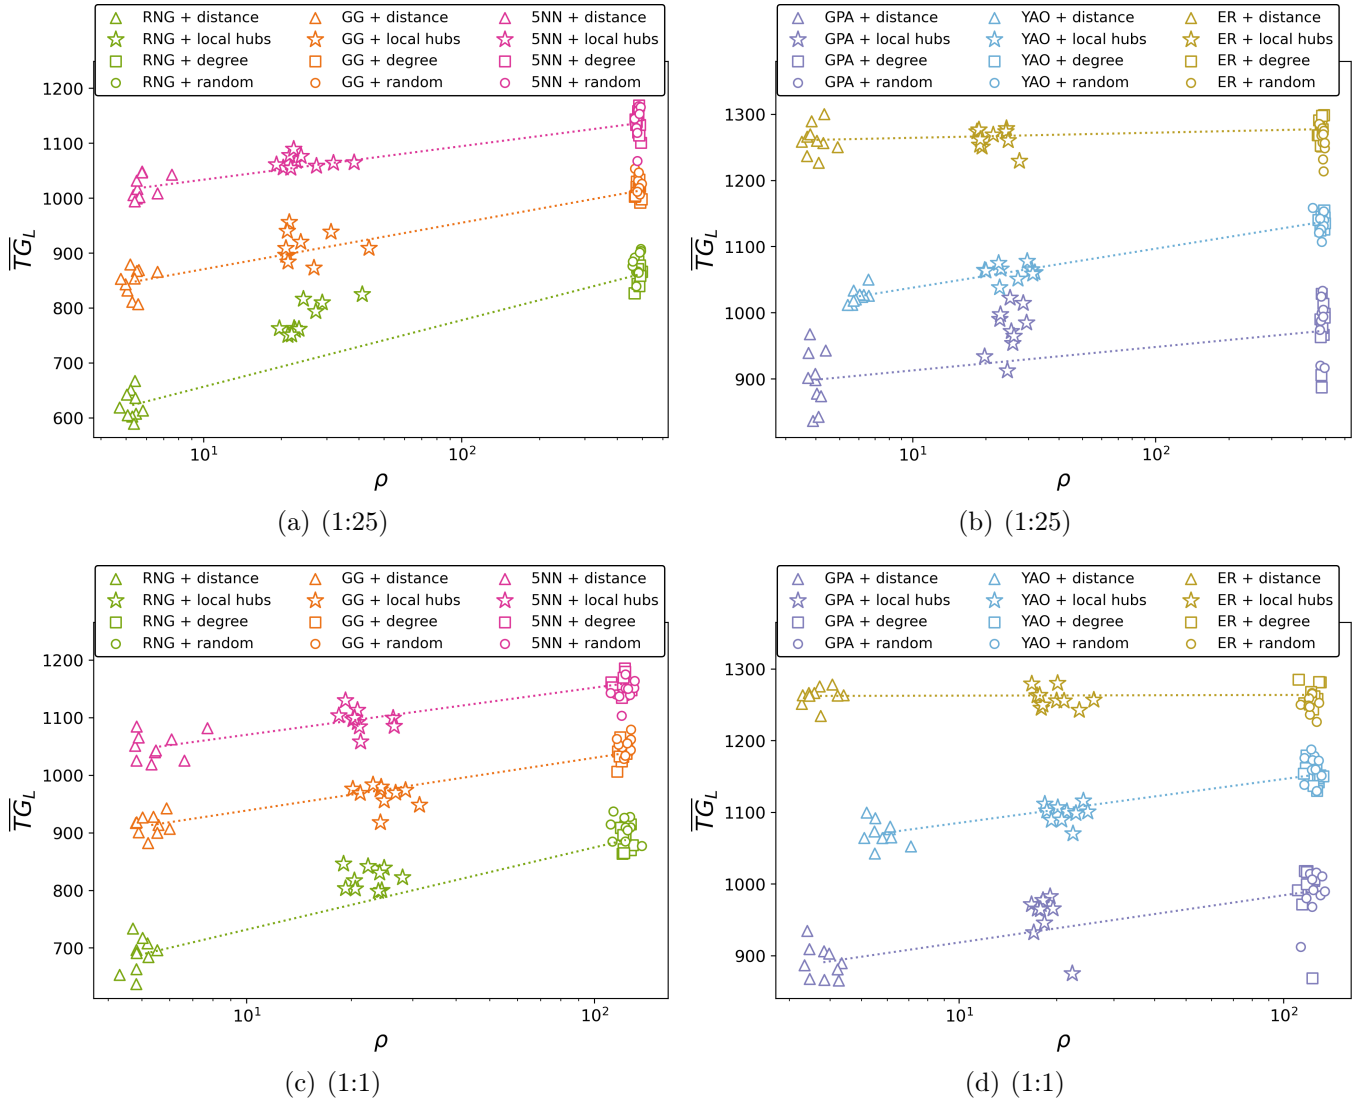 RNG + distance GG + distance 5NN + distance
RNG + local hubs GG + local hubs 5NN + local hubs
RNG + degree GG + degree 5NN + degree
RNG + random GG + random 5NN + random
1200
1100
1000
900
800
700
600
TG_L
10^1 10^2
ρ
(a) (1:25)
GPA + distance YAO + distance ER + distance
GPA + local hubs YAO + local hubs ER + local hubs
GPA + degree YAO + degree ER + degree
GPA + random YAO + random ER + random
1300
1200
1100
1000
900
TG_L
10^1 10^2
ρ
(b) (1:25)
RNG + distance GG + distance 5NN + distance
RNG + local hubs GG + local hubs 5NN + local hubs
RNG + degree GG + degree 5NN + degree
RNG + random GG + random 5NN + random
1200
1100
1000
900
800
700
TG_L
10^1 10^2
ρ
(c) (1:1)
GPA + distance YAO + distance ER + distance
GPA + local hubs YAO + local hubs ER + local hubs
GPA + degree YAO + degree ER + degree
GPA + random YAO + random ER + random
1300
1200
1100
1000
900
TG_L
10^1 10^2
ρ
(d) (1:1)